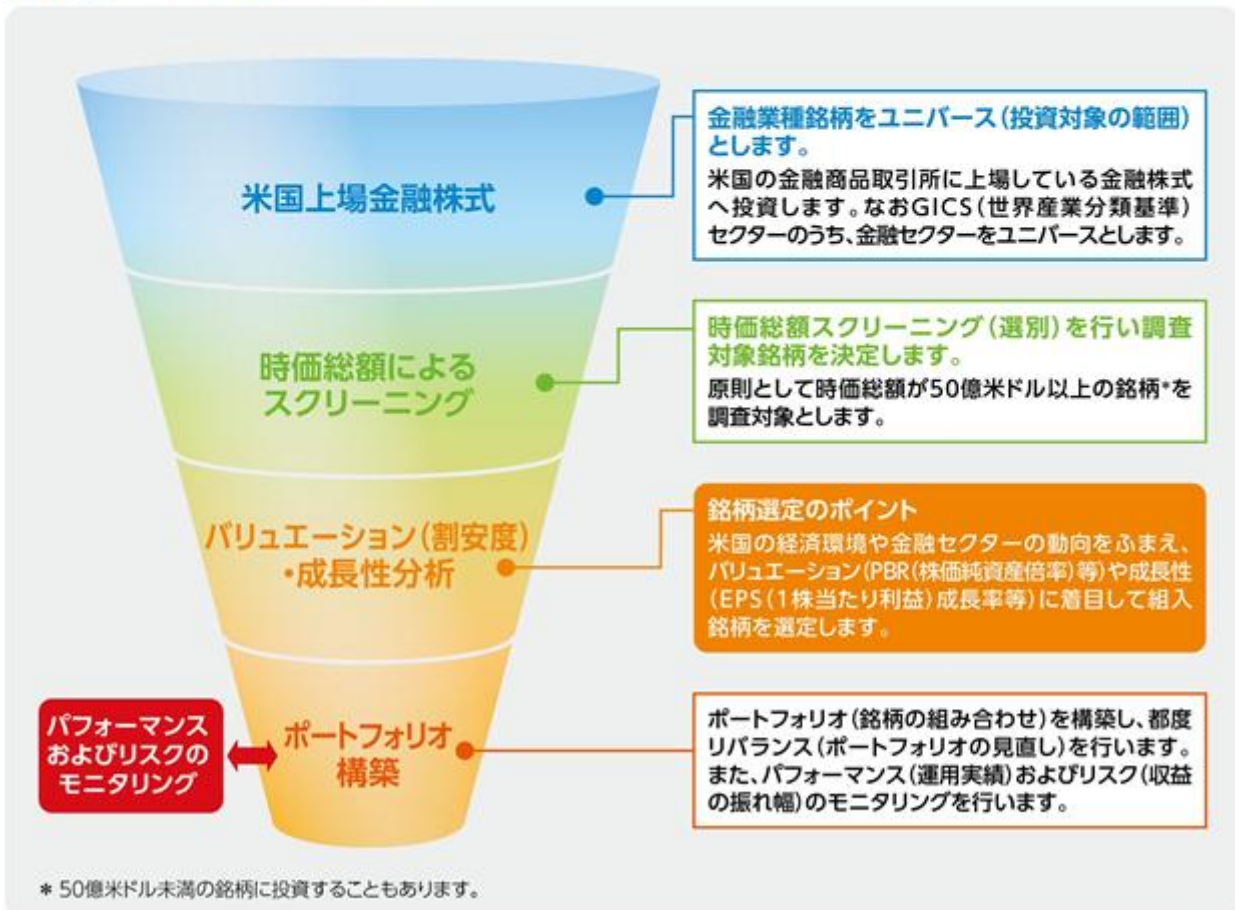 米国上場金融株式
金融業種銘柄をユニバース（投資対象の範囲）
とします。
米国の金融商品取引所に上場している金融株式
へ投資します。なおGICS（世界産業分類基準）
セクターのうち、金融セクターをユニバースとします。
時価総額による
スクリーニング
時価総額スクリーニング（選別）を行い調査
対象銘柄を決定します。
原則として時価総額が50億米ドル以上の銘柄*を
調査対象とします。
バリュエーション（割安度）
・成長性分析
銘柄選定のポイント
米国の経済環境や金融セクターの動向をふまえ、
バリュエーション（PBR（株価純資産倍率）等）や成長性
（EPS（1株当たり利益）成長率等）に着目して組入
銘柄を選定します。
パフォーマンス
およびリスクの
モニタリング
ポートフォリオ
構築
ポートフォリオ（銘柄の組み合わせ）を構築し、都度
リバランス（ポートフォリオの見直し）を行います。
また、パフォーマンス（運用実績）およびリスク（収益
の振れ幅）のモニタリングを行います。
* 50億米ドル未満の銘柄に投資することもあります。